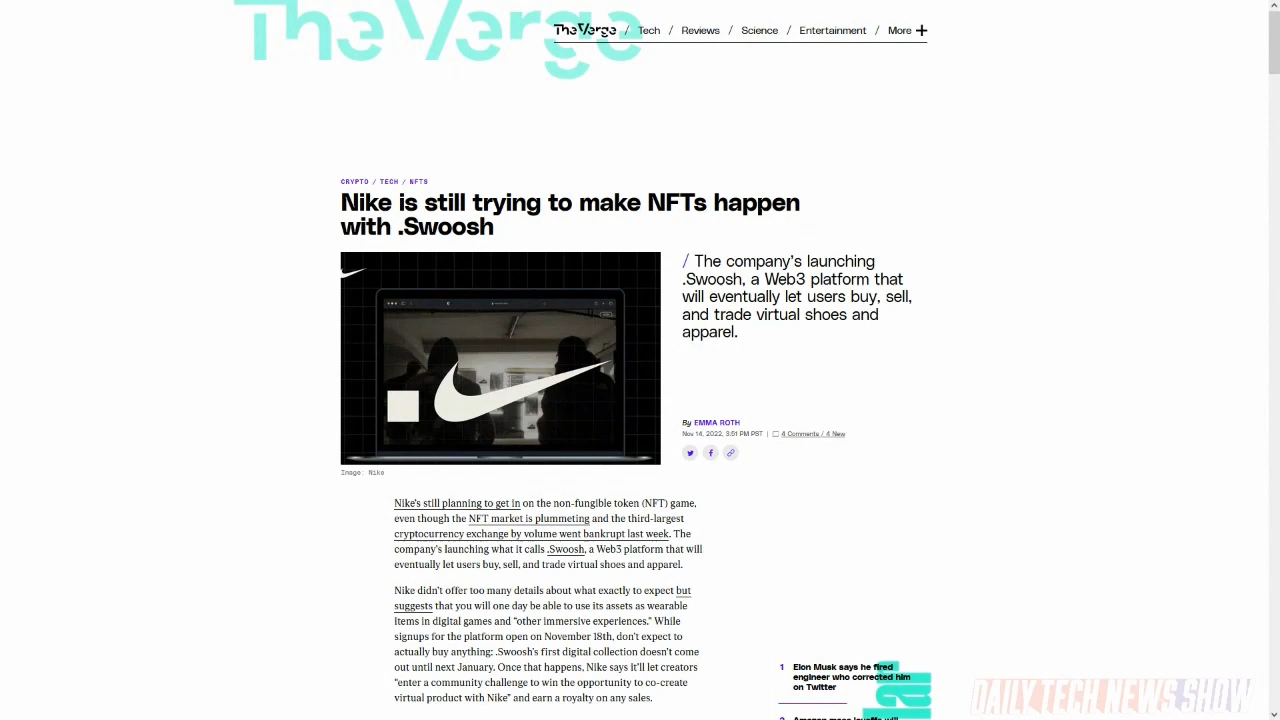 The Verge
The Verge / Tech / Reviews / Science / Entertainment / More +
CRYPTO / TECH / NFTS
Nike is still trying to make NFTs happen
with .Swoosh
/ The company's launching
.Swoosh, a Web3 platform that
will eventually let users buy, sell,
and trade virtual shoes and
apparel.
By EMMA ROTH
Nov 14, 2022, 3:51 PM PST | 4 Comments / 4 New
Image: Nike
Nike's still planning to get in on the non-fungible token (NFT) game,
even though the NFT market is plummeting and the third-largest
cryptocurrency exchange by volume went bankrupt last week. The
company's launching what it calls .Swoosh, a Web3 platform that will
eventually let users buy, sell, and trade virtual shoes and apparel.
Nike didn't offer too many details about what exactly to expect but
suggests that you will one day be able to use its assets as wearable
items in digital games and "other immersive experiences." While
signups for the platform open on November 18th, don't expect to
actually buy anything: .Swoosh's first digital collection doesn't come
out until next January. Once that happens, Nike says it'll let creators
"enter a community challenge to win the opportunity to co-create
virtual product with Nike" and earn a royalty on any sales.
1 Elon Musk says he fired
engineer who corrected him
on Twitter
2 Amazon mass layoffs will
DAILY TECH NEWS SHOW